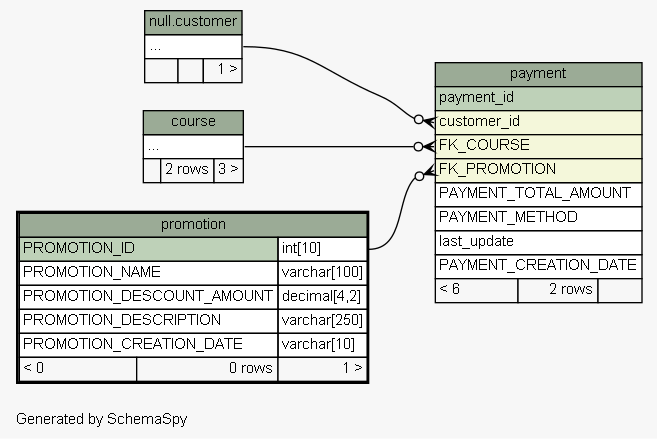 null.customer
...
1 >
course
...
2 rows 3 >
promotion
PROMOTION_ID int[10]
PROMOTION_NAME varchar[100]
PROMOTION_DESCOUNT_AMOUNT decimal[4,2]
PROMOTION_DESCRIPTION varchar[250]
PROMOTION_CREATION_DATE varchar[10]
< 0 0 rows 1 >
payment
payment_id
customer_id
FK_COURSE
FK_PROMOTION
PAYMENT_TOTAL_AMOUNT
PAYMENT_METHOD
last_update
PAYMENT_CREATION_DATE
< 6 2 rows
Generated by SchemaSpy